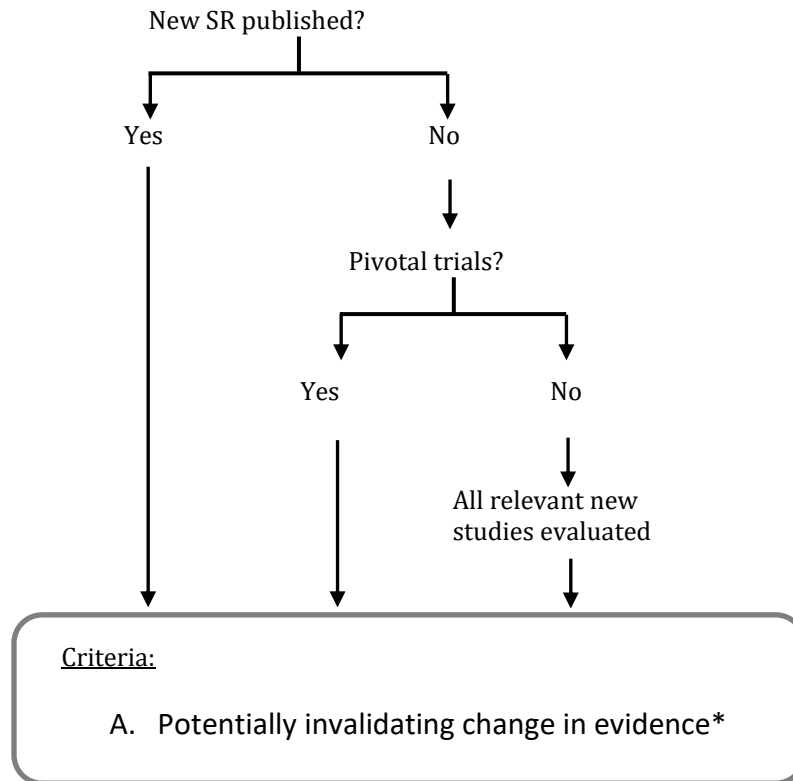 New SR published?
Yes
No
Pivotal trials?
Yes
No
All relevant new
studies evaluated
Criteria:
A. Potentially invalidating change in evidence*